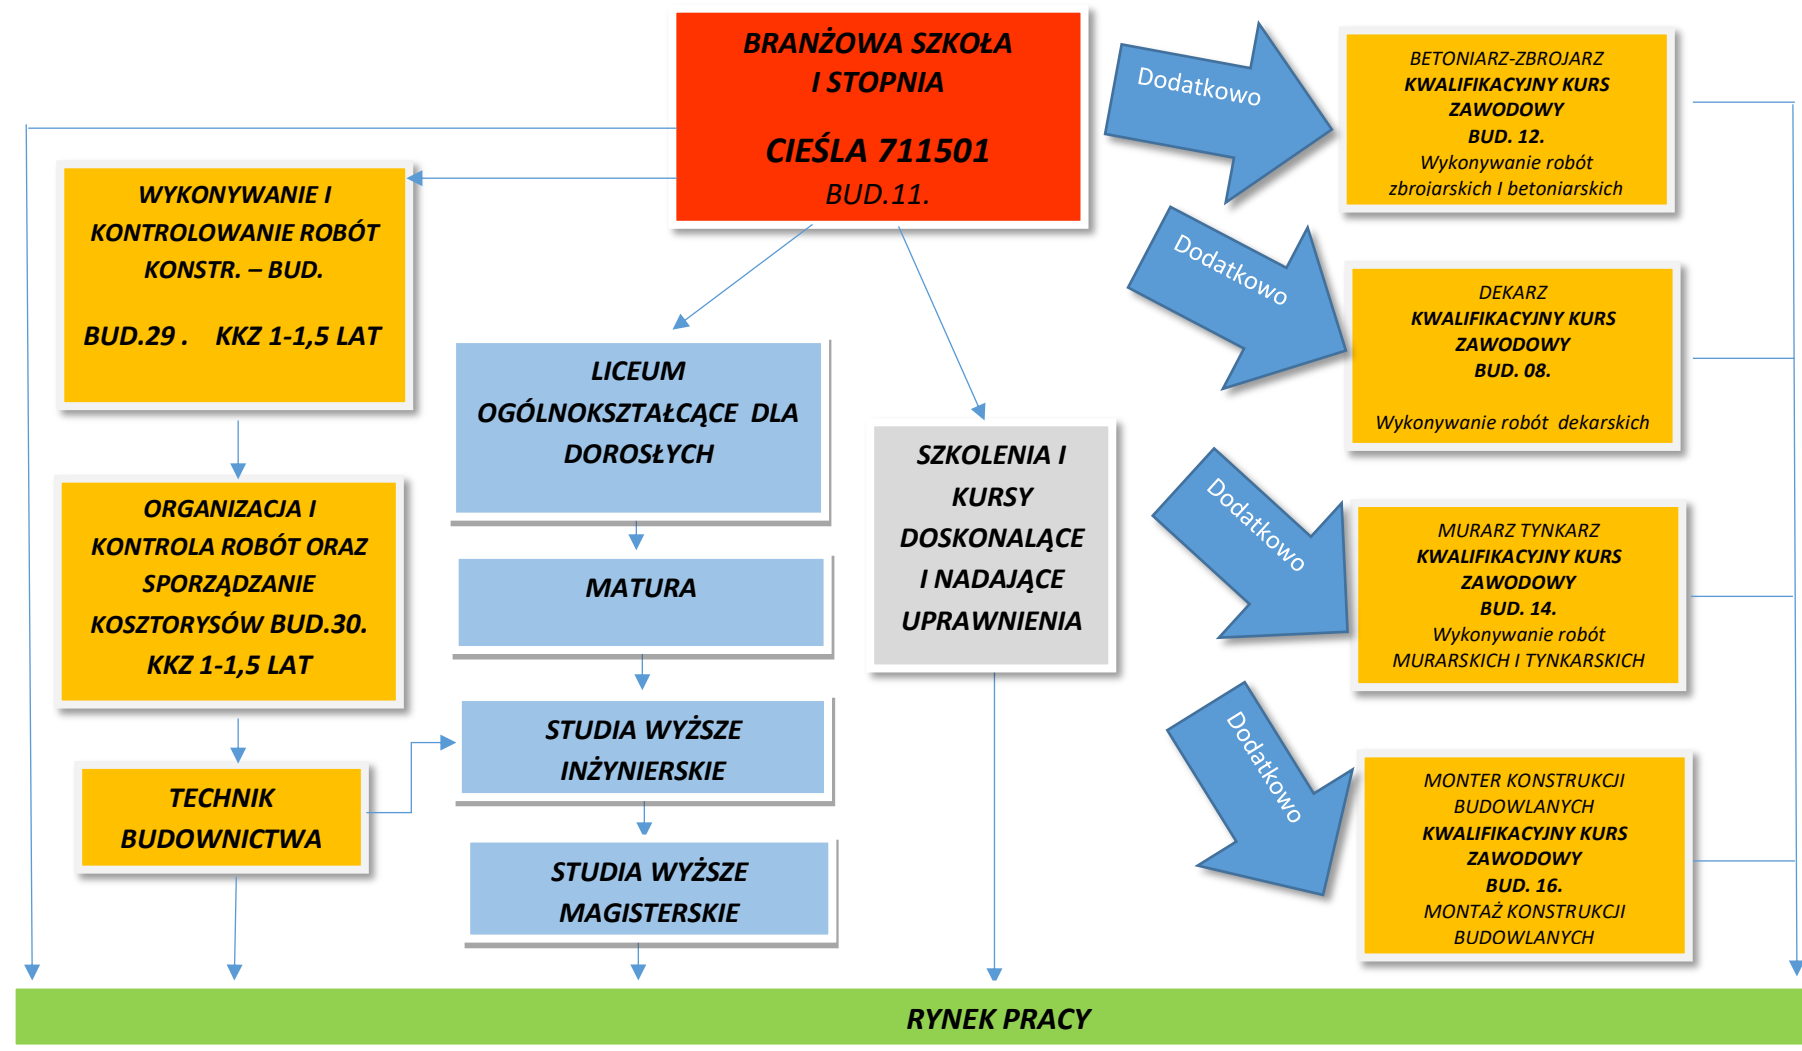 BRANŻOWA SZKOŁA
I STOPNIA
CIEŚLA 711501
BUD.11.
WYKONYWANIE I
KONTROLOWANIE ROBÓT
KONSTR. – BUD.
BUD.29 . KKZ 1-1,5 LAT
ORGANIZACJA I
KONTROLA ROBÓT ORAZ
SPORZĄDZANIE
KOSZTORYSÓW BUD.30.
KKZ 1-1,5 LAT
TECHNIK
BUDOWNICTWA
LICEUM
OGÓLNOKSZTAŁCĄCE DLA
DOROSŁYCH
MATURA
STUDIA WYŻSZE
INŻYNIERSKIE
STUDIA WYŻSZE
MAGISTERSKIE
SZKOLENIA I
KURSY
DOSKONALĄCE
I NADAJĄCE
UPRAWNIENIA
Dodatkowo
BETONIARZ-ZBROJARZ
KWALIFIKACYJNY KURS
ZAWODOWY
BUD. 12.
Wykonywanie robót
zbrojarskich I betoniarskich
Dodatkowo
DEKARZ
KWALIFIKACYJNY KURS
ZAWODOWY
BUD. 08.
Wykonywanie robót dekarskich
Dodatkowo
MURARZ TYNKARZ
KWALIFIKACYJNY KURS
ZAWODOWY
BUD. 14.
Wykonywanie robót
MURARSKICH I TYNKARSKICH
Dodatkowo
MONTER KONSTRUKCJI
BUDOWLANYCH
KWALIFIKACYJNY KURS
ZAWODOWY
BUD. 16.
MONTAŻ KONSTRUKCJI
BUDOWLANYCH
RYNEK PRACY